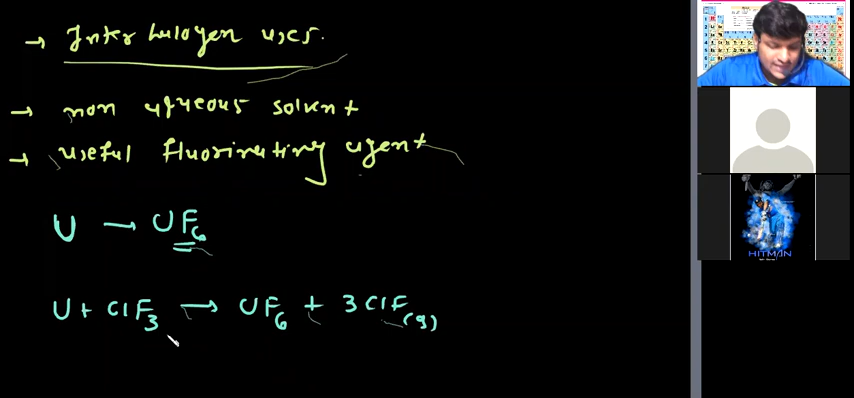 → Inter halogen uses.
→ non aqueous solvent
→ useful fluorinating agent
U → UF₆
U + ClF₃ → UF₆ + 3ClF(g)
HITMAN